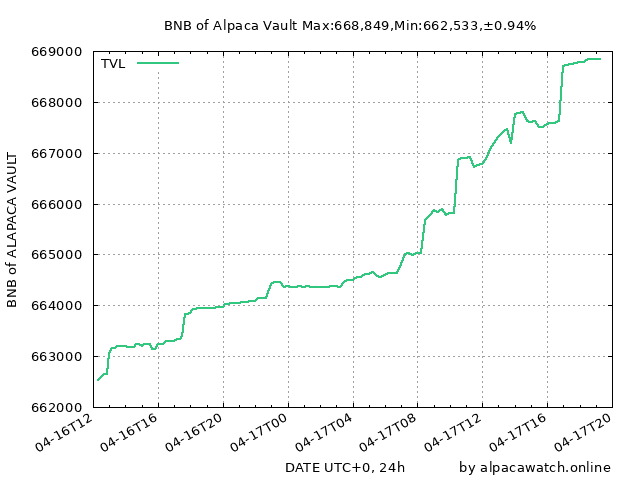 BNB of Alpaca Vault Max:668,849,Min:662,533,±0.94%
669000
TVL
668000
667000
666000
665000
664000
663000
662000
BNB of ALAPACA VAULT
04-16T12
04-16T16
04-16T20
04-17T00
04-17T04
04-17T08
04-17T12
04-17T16
04-17T20
DATE UTC+0, 24h
by alpacawatch.online